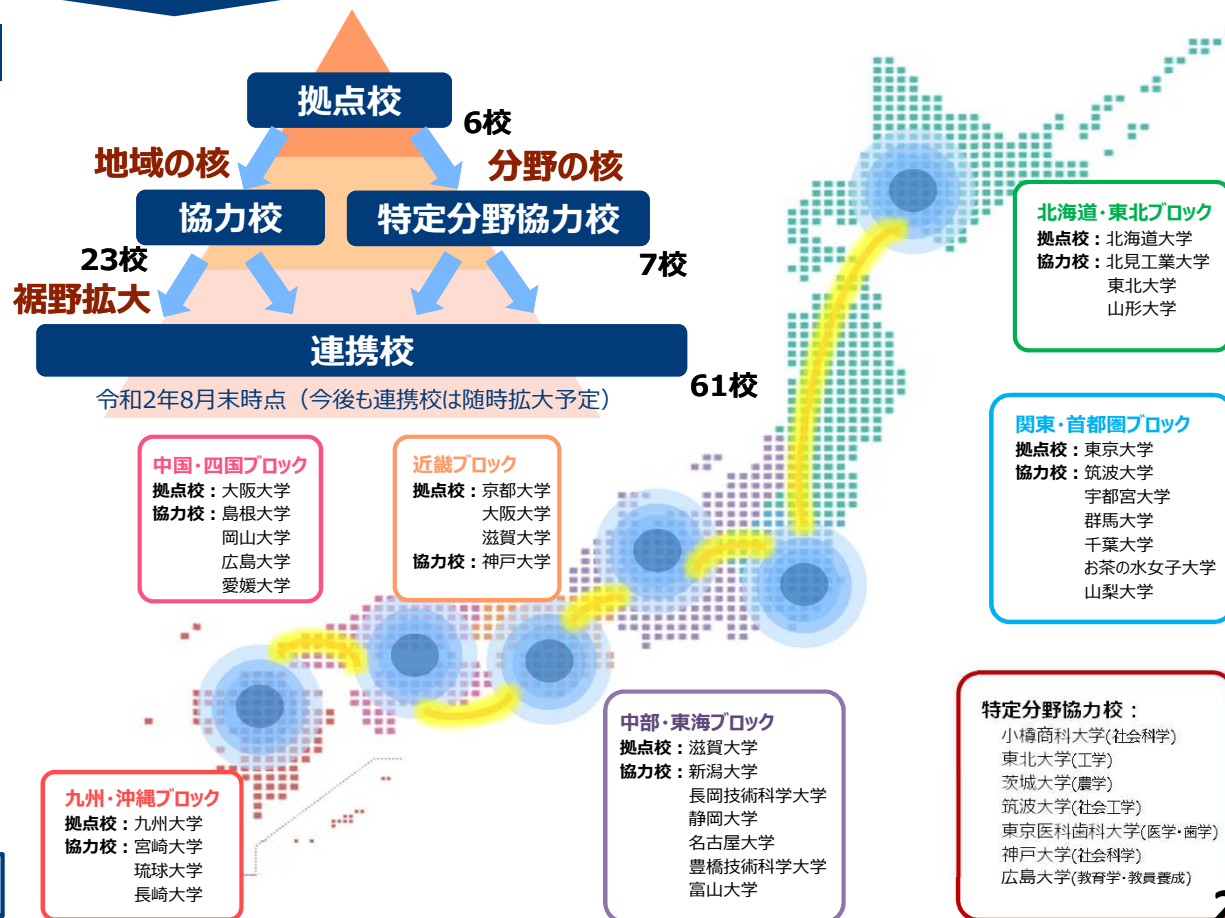 拠点校
6校
地域の核
分野の核
協力校
特定分野協力校
23校
7校
裾野拡大
連携校
61校
令和2年8月末時点（今後も連携校は随時拡大予定）
北海道・東北ブロック
拠点校：北海道大学
協力校：北見工業大学
東北大学
山形大学
関東・首都圏ブロック
拠点校：東京大学
協力校：筑波大学
宇都宮大学
群馬大学
千葉大学
お茶の水女子大学
山梨大学
中国・四国ブロック
拠点校：大阪大学
協力校：島根大学
岡山大学
広島大学
愛媛大学
近畿ブロック
拠点校：京都大学
大阪大学
滋賀大学
協力校：神戸大学
中部・東海ブロック
拠点校：滋賀大学
協力校：新潟大学
長岡技術科学大学
静岡大学
名古屋大学
豊橋技術科学大学
富山大学
九州・沖縄ブロック
拠点校：九州大学
協力校：宮崎大学
琉球大学
長崎大学
特定分野協力校：
小樽商科大学(社会科学)
東北大学(工学)
茨城大学(農学)
筑波大学(社会工学)
東京医科歯科大学(医学・歯学)
神戸大学(社会科学)
広島大学(教育学・教員養成)
2